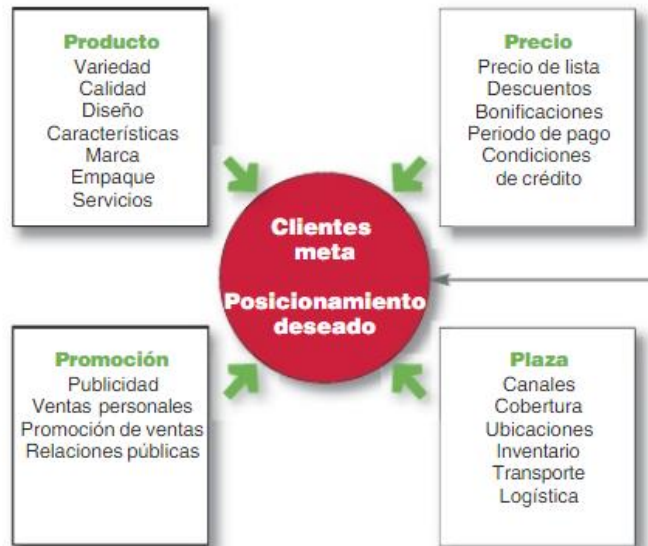 Producto
Variedad
Calidad
Diseño
Características
Marca
Empaque
Servicios
Precio
Precio de lista
Descuentos
Bonificaciones
Periodo de pago
Condiciones
de crédito
Clientes
meta
Posicionamiento
deseado
Promoción
Publicidad
Ventas personales
Promoción de ventas
Relaciones públicas
Plaza
Canales
Cobertura
Ubicaciones
Inventario
Transporte
Logística